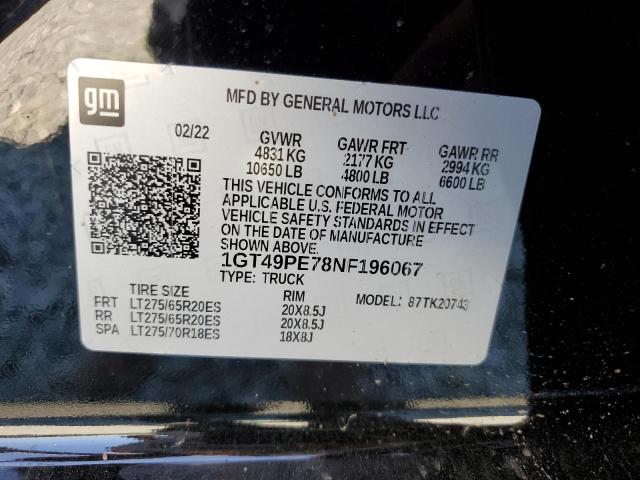 gm
MFD BY GENERAL MOTORS LLC
02/22 GVWR GAWR FRT GAWR RR
4831 KG 2177 KG 2994 KG
10650 LB 4800 LB 6600 LB
THIS VEHICLE CONFORMS TO ALL
APPLICABLE U.S. FEDERAL MOTOR
VEHICLE SAFETY STANDARDS IN EFFECT
ON THE DATE OF MANUFACTURE
SHOWN ABOVE.
1GT49PE78NF196067
TYPE: TRUCK
TIRE SIZE RIM MODEL: 87TK20743
FRT LT275/65R20ES 20X8.5J
RR LT275/65R20ES 20X8.5J
SPA LT275/70R18ES 18X8J